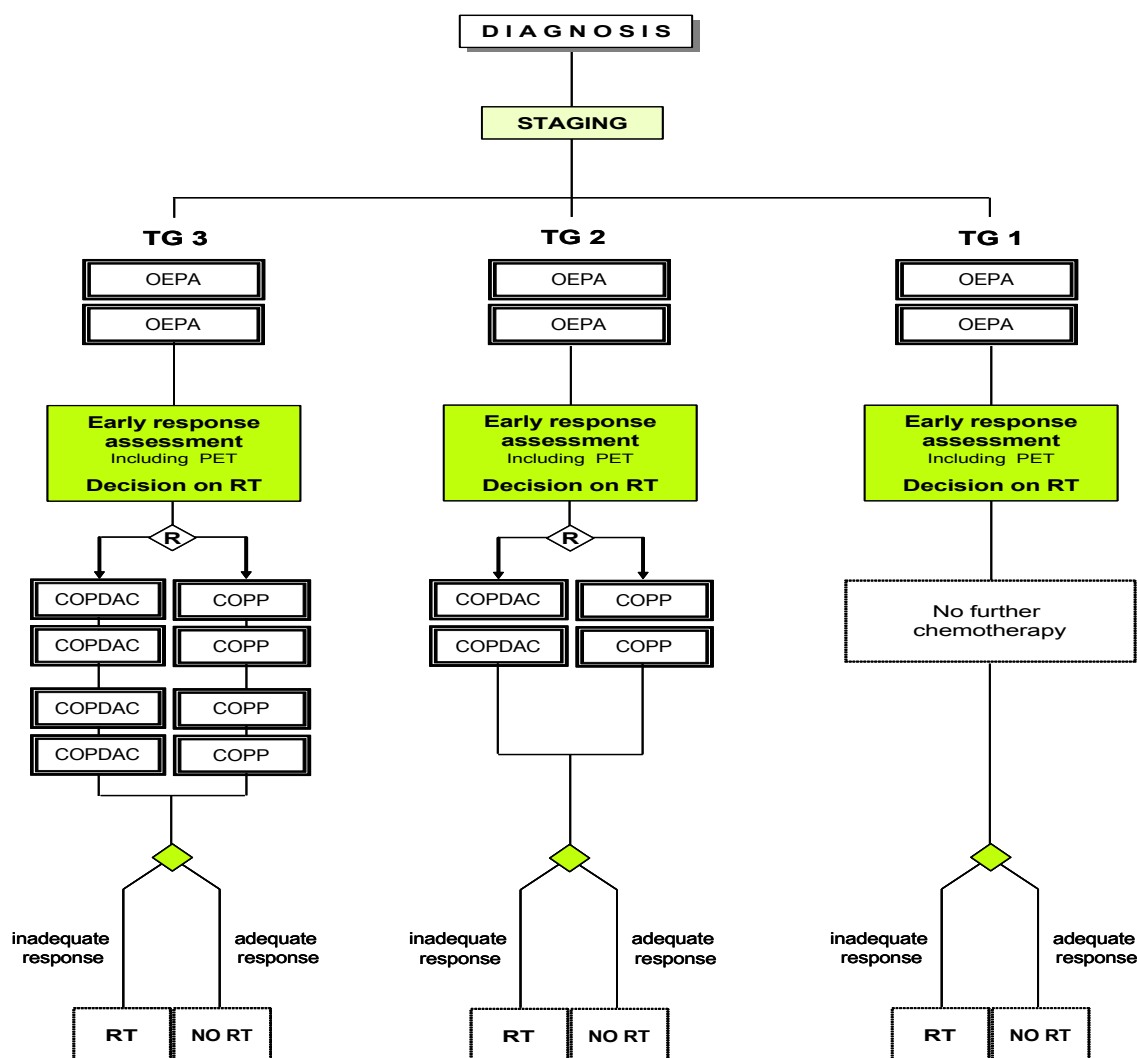 D I A G N O S I S
STAGING
TG 3
OEPA
OEPA
Early response
assessment
Including PET
Decision on RT
R
COPDAC
COPP
COPDAC
COPP
COPDAC
COPP
COPDAC
COPP
inadequate
response
adequate
response
RT
NO RT
TG 2
OEPA
OEPA
Early response
assessment
Including PET
Decision on RT
R
COPDAC
COPP
COPDAC
COPP
inadequate
response
adequate
response
RT
NO RT
TG 1
OEPA
OEPA
Early response
assessment
Including PET
Decision on RT
No further
chemotherapy
inadequate
response
adequate
response
RT
NO RT